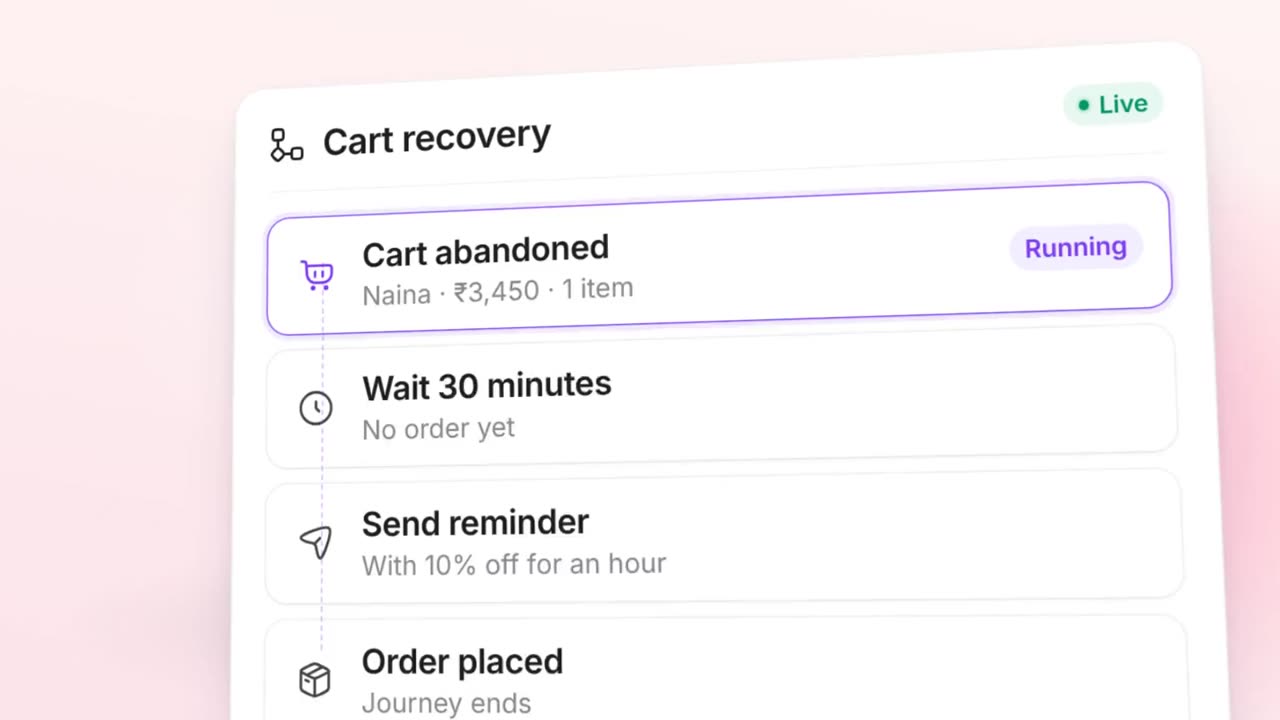 Cart recovery
Live
Cart abandoned
Running
Naina · ₹3,450 · 1 item
Wait 30 minutes
No order yet
Send reminder
With 10% off for an hour
Order placed
Journey ends